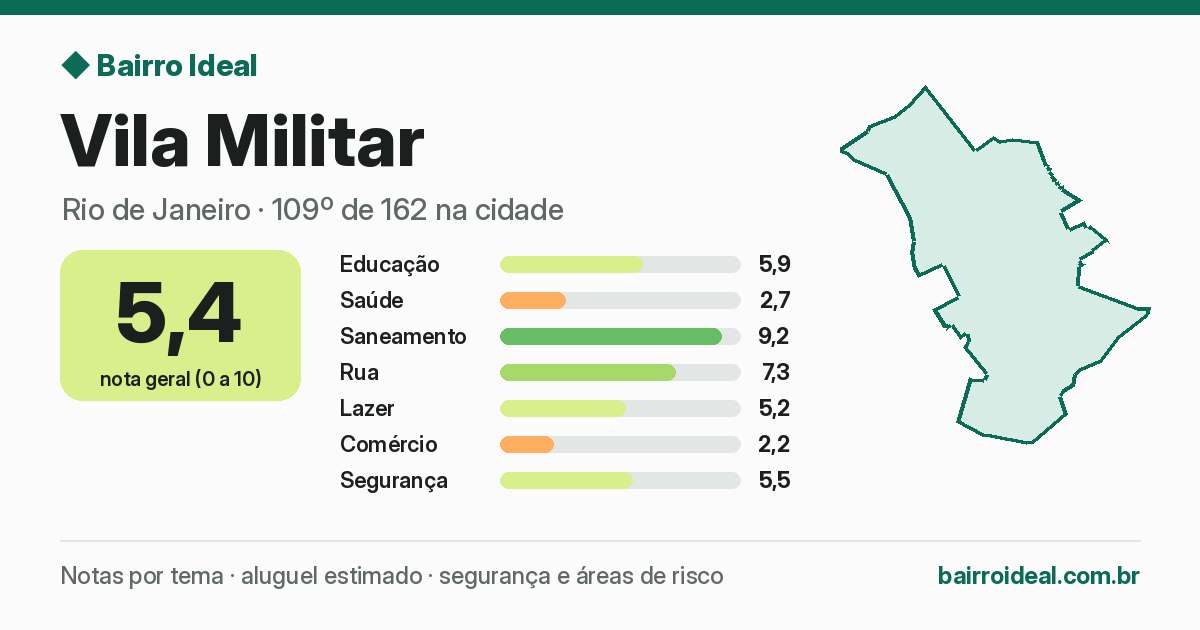 Bairro Ideal
Vila Militar
Rio de Janeiro · 109º de 162 na cidade
5,4
nota geral (0 a 10)
Educação 5,9
Saúde 2,7
Saneamento 9,2
Rua 7,3
Lazer 5,2
Comércio 2,2
Segurança 5,5
Notas por tema · aluguel estimado · segurança e áreas de risco
bairroideal.com.br